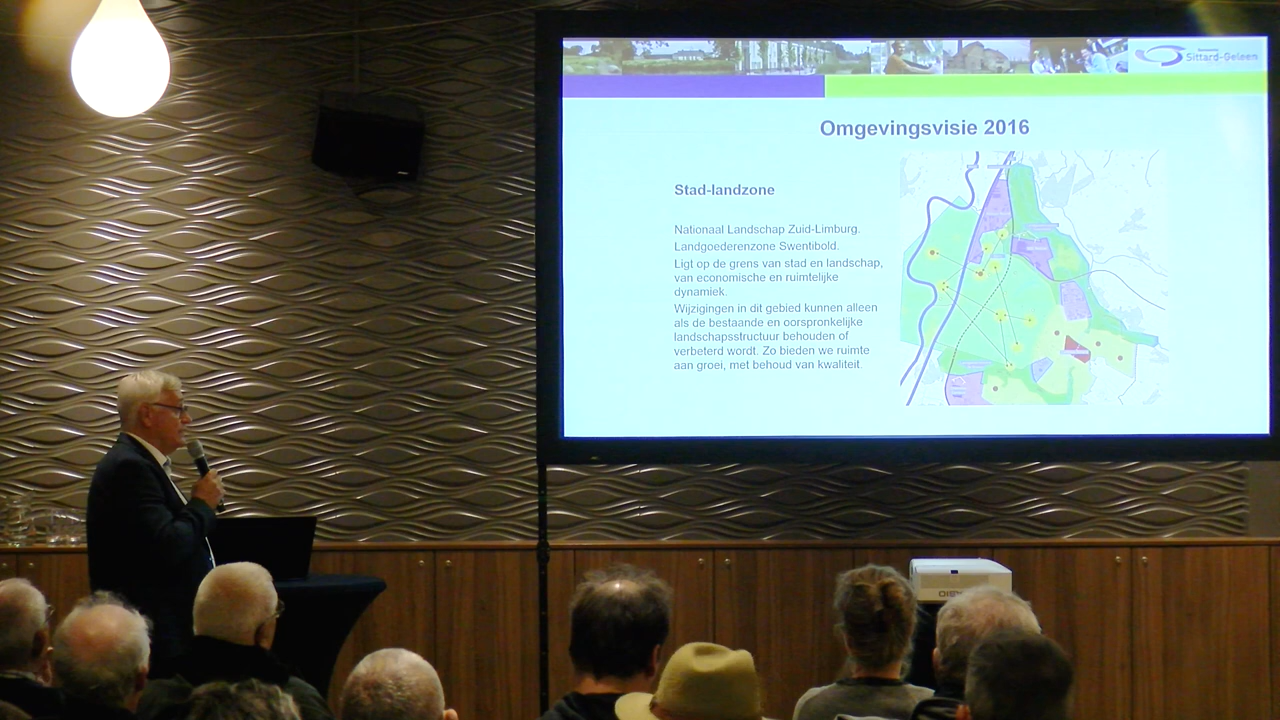 gemeente
Sittard-Geleen
Omgevingsvisie 2016
Stad-landzone
Nationaal Landschap Zuid-Limburg.
Landgoederenzone Swentibold.
Ligt op de grens van stad en landschap,
van economische en ruimtelijke
dynamiek.
Wijzigingen in dit gebied kunnen alleen
als de bestaande en oorspronkelijke
landschapsstructuur behouden of
verbeterd wordt. Zo bieden we ruimte
aan groei, met behoud van kwaliteit.